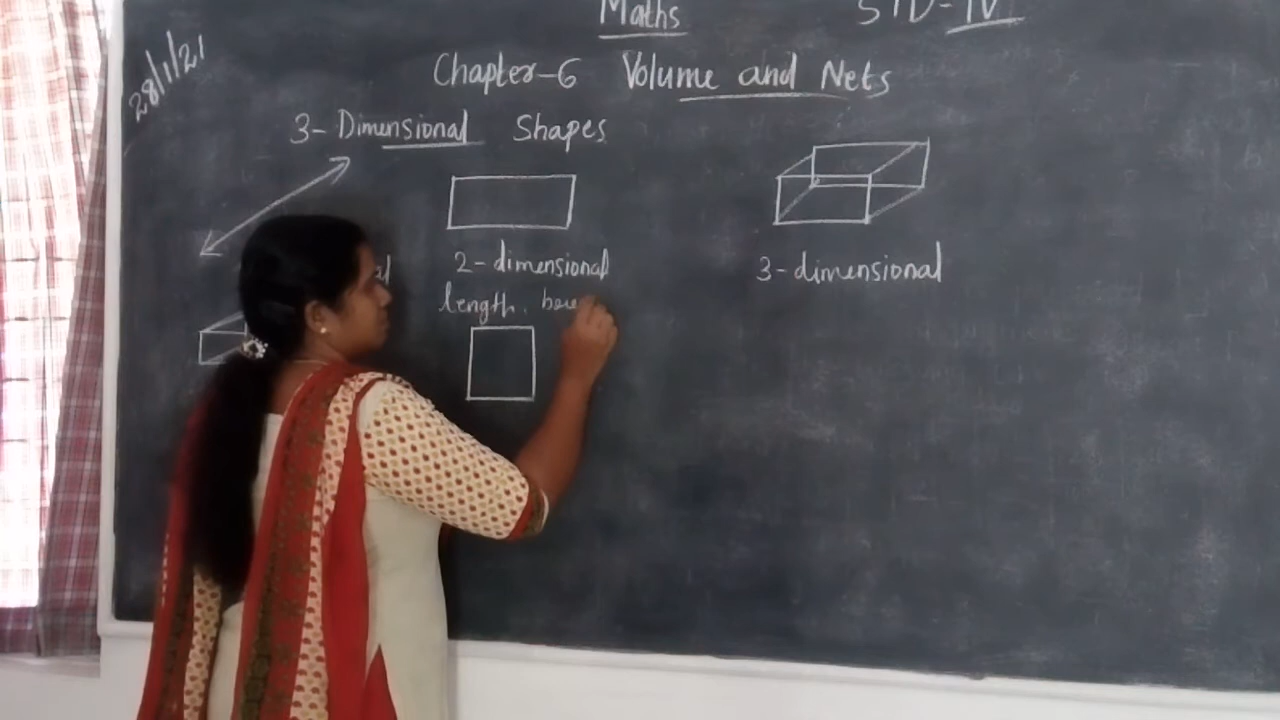 Maths
STD-IV
28/1/21
Chapter-6 Volume and Nets
3-Dimensional Shapes
2-dimensional
3-dimensional
length,